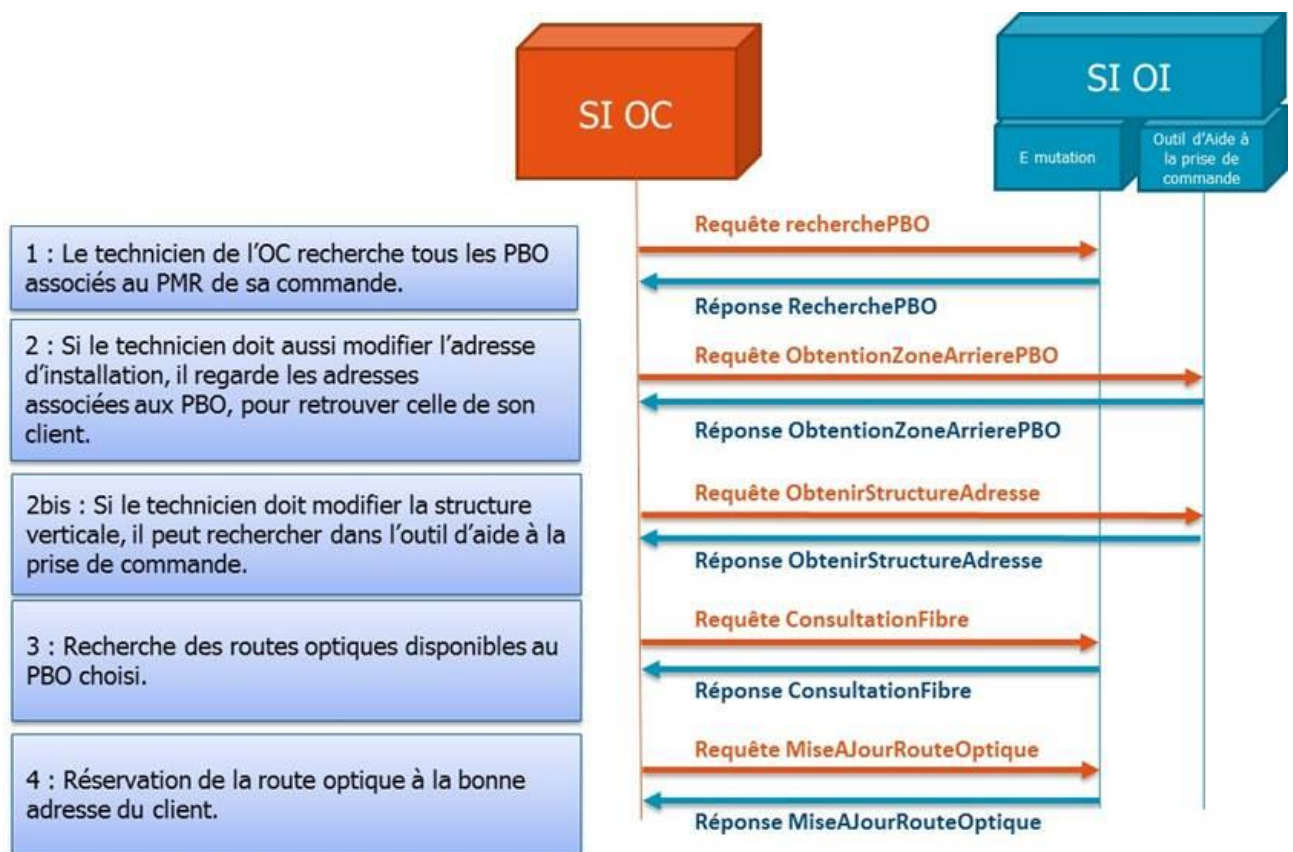 SI OC
SI OI
E mutation
Outil d'Aide à
la prise de
commande
1 : Le technicien de l'OC recherche tous les PBO
associés au PMR de sa commande.
Requête recherchePBO
Réponse RecherchePBO
2 : Si le technicien doit aussi modifier l'adresse
d'installation, il regarde les adresses
associées aux PBO, pour retrouver celle de son
client.
Requête ObtentionZoneArrierePBO
Réponse ObtentionZoneArrierePBO
2bis : Si le technicien doit modifier la structure
verticale, il peut rechercher dans l'outil d'aide à la
prise de commande.
Requête ObtenirStructureAdresse
Réponse ObtenirStructureAdresse
3 : Recherche des routes optiques disponibles au
PBO choisi.
Requête ConsultationFibre
Réponse ConsultationFibre
4 : Réservation de la route optique à la bonne
adresse du client.
Requête MiseAJourRouteOptique
Réponse MiseAJourRouteOptique